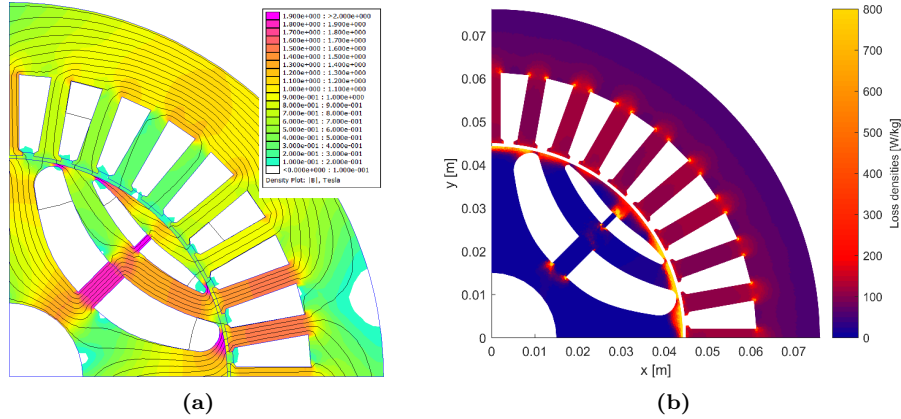 1.900e+000 : >2.000e+000
1.800e+000 : 1.900e+000
1.700e+000 : 1.800e+000
1.600e+000 : 1.700e+000
1.500e+000 : 1.600e+000
1.400e+000 : 1.500e+000
1.300e+000 : 1.400e+000
1.200e+000 : 1.300e+000
1.100e+000 : 1.200e+000
1.000e+000 : 1.100e+000
9.000e-001 : 1.000e+000
8.000e-001 : 9.000e-001
7.000e-001 : 8.000e-001
6.000e-001 : 7.000e-001
5.000e-001 : 6.000e-001
4.000e-001 : 5.000e-001
3.000e-001 : 4.000e-001
2.000e-001 : 3.000e-001
1.000e-001 : 2.000e-001
<0.000e+000 : 1.000e-001
Density Plot: |B|, Tesla
(a)
0.07
0.06
0.05
0.04
0.03
0.02
0.01
0
y [m]
0
0.01
0.02
0.03
0.04
0.05
0.06
0.07
x [m]
800
700
600
500
400
300
200
100
0
Loss densities [W/kg]
(b)